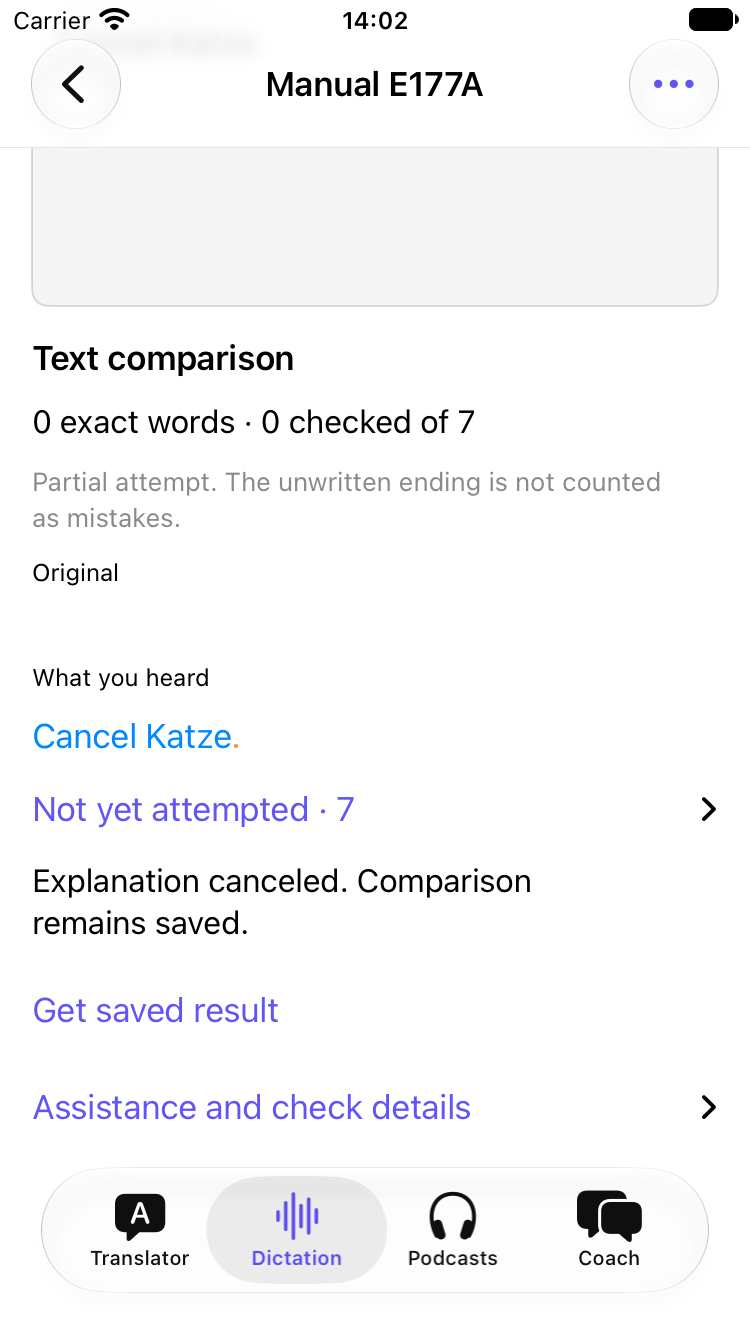 Carrier 14:02
Manual E177A
Text comparison
0 exact words · 0 checked of 7
Partial attempt. The unwritten ending is not counted
as mistakes.
Original
What you heard
Cancel Katze.
Not yet attempted · 7
Explanation canceled. Comparison
remains saved.
Get saved result
Assistance and check details
A
Translator
Dictation
Podcasts
Coach